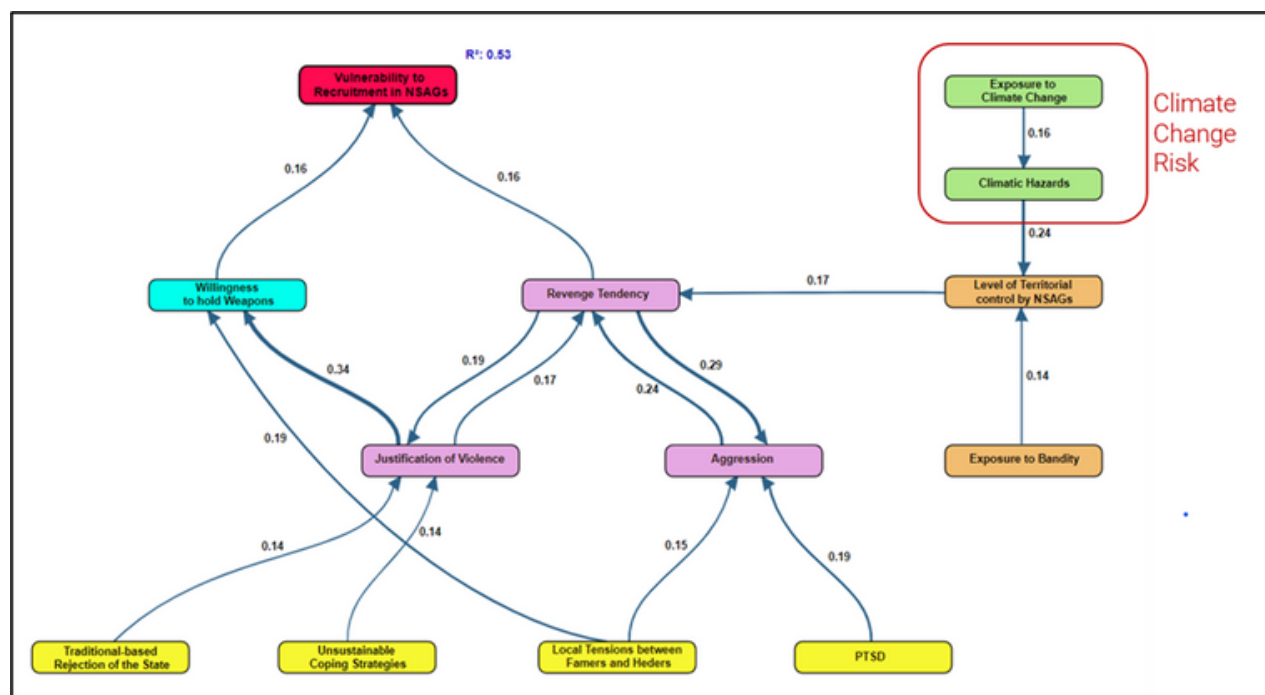 R²: 0.53
Vulnerability to
Recruitment in NSAGs
Exposure to
Climate Change
Climate
Change
Risk
0.16
0.16
0.16
Climatic Hazards
0.24
Willingness
to hold Weapons
Revenge Tendency
0.17
Level of Territorial
control by NSAGs
0.34
0.19
0.17
0.24
0.29
0.14
0.19
Justification of Violence
Aggression
Exposure to Bandity
0.14
0.14
0.15
0.19
Traditional-based
Rejection of the State
Unsustainable
Coping Strategies
Local Tensions between
Famers and Heders
PTSD